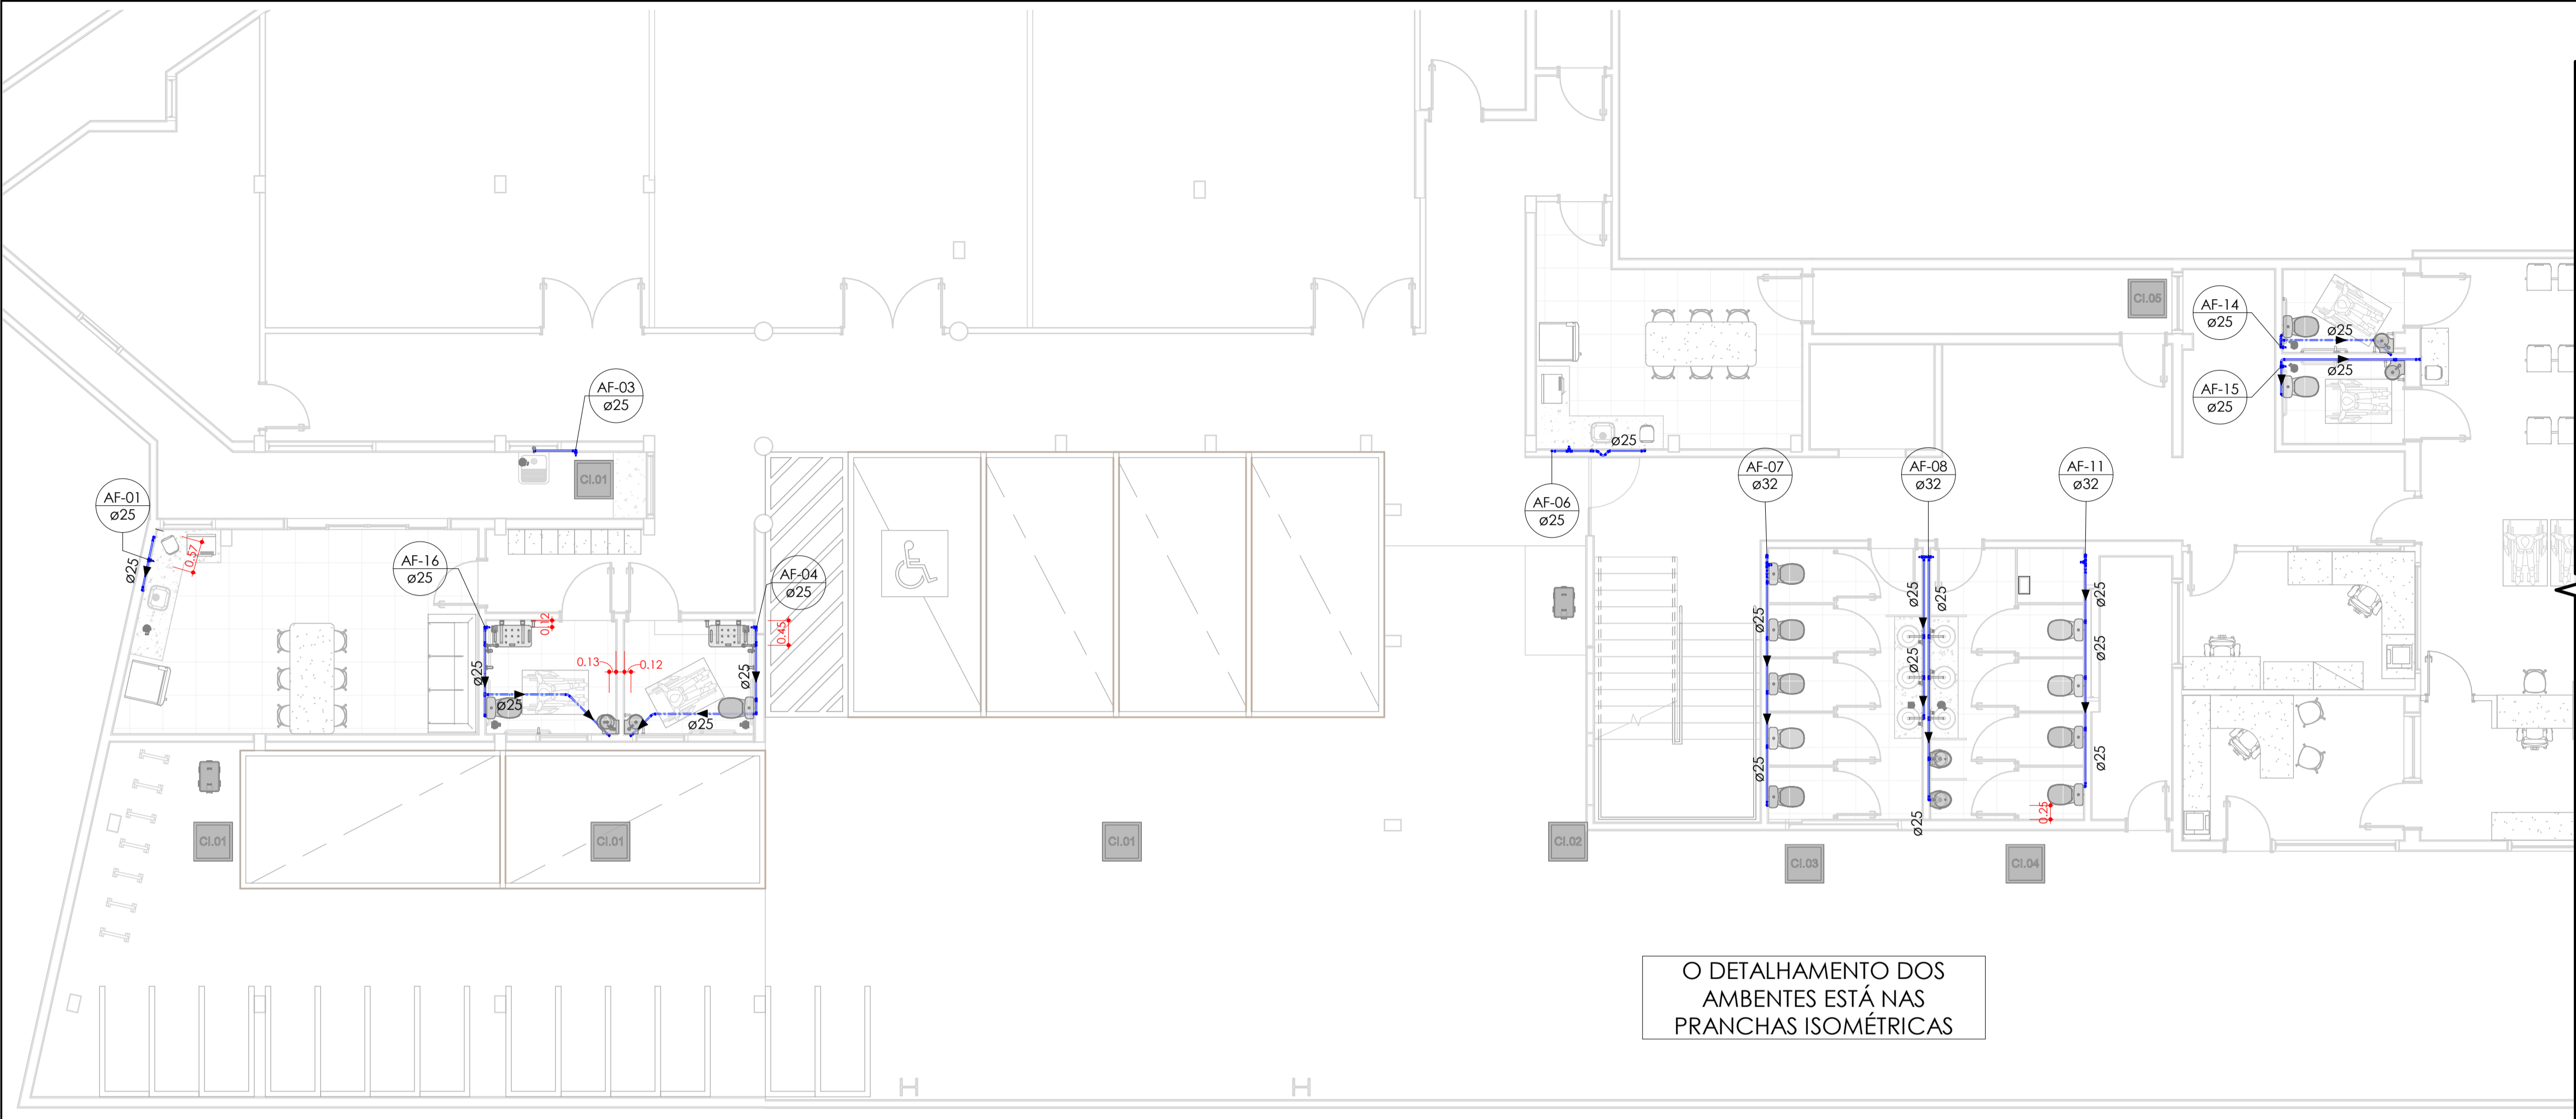 CI.05
AF-14
ø25
ø25
AF-15
ø25
ø25
AF-03
ø25
CI.01
AF-01
ø25
ø25
0.57
AF-16
ø25
AF-04
ø25
0.12
0.45
0.13
0.12
ø25
ø25
ø25
ø25
ø25
AF-06
ø25
AF-07
ø32
AF-08
ø32
AF-11
ø32
ø25
ø25
ø25
ø25
ø25
ø25
ø25
ø25
ø25
ø25
0.25
CI.01
CI.01
CI.01
CI.02
CI.03
CI.04
O DETALHAMENTO DOS
AMBENTES ESTÁ NAS
PRANCHAS ISOMÉTRICAS
H
H